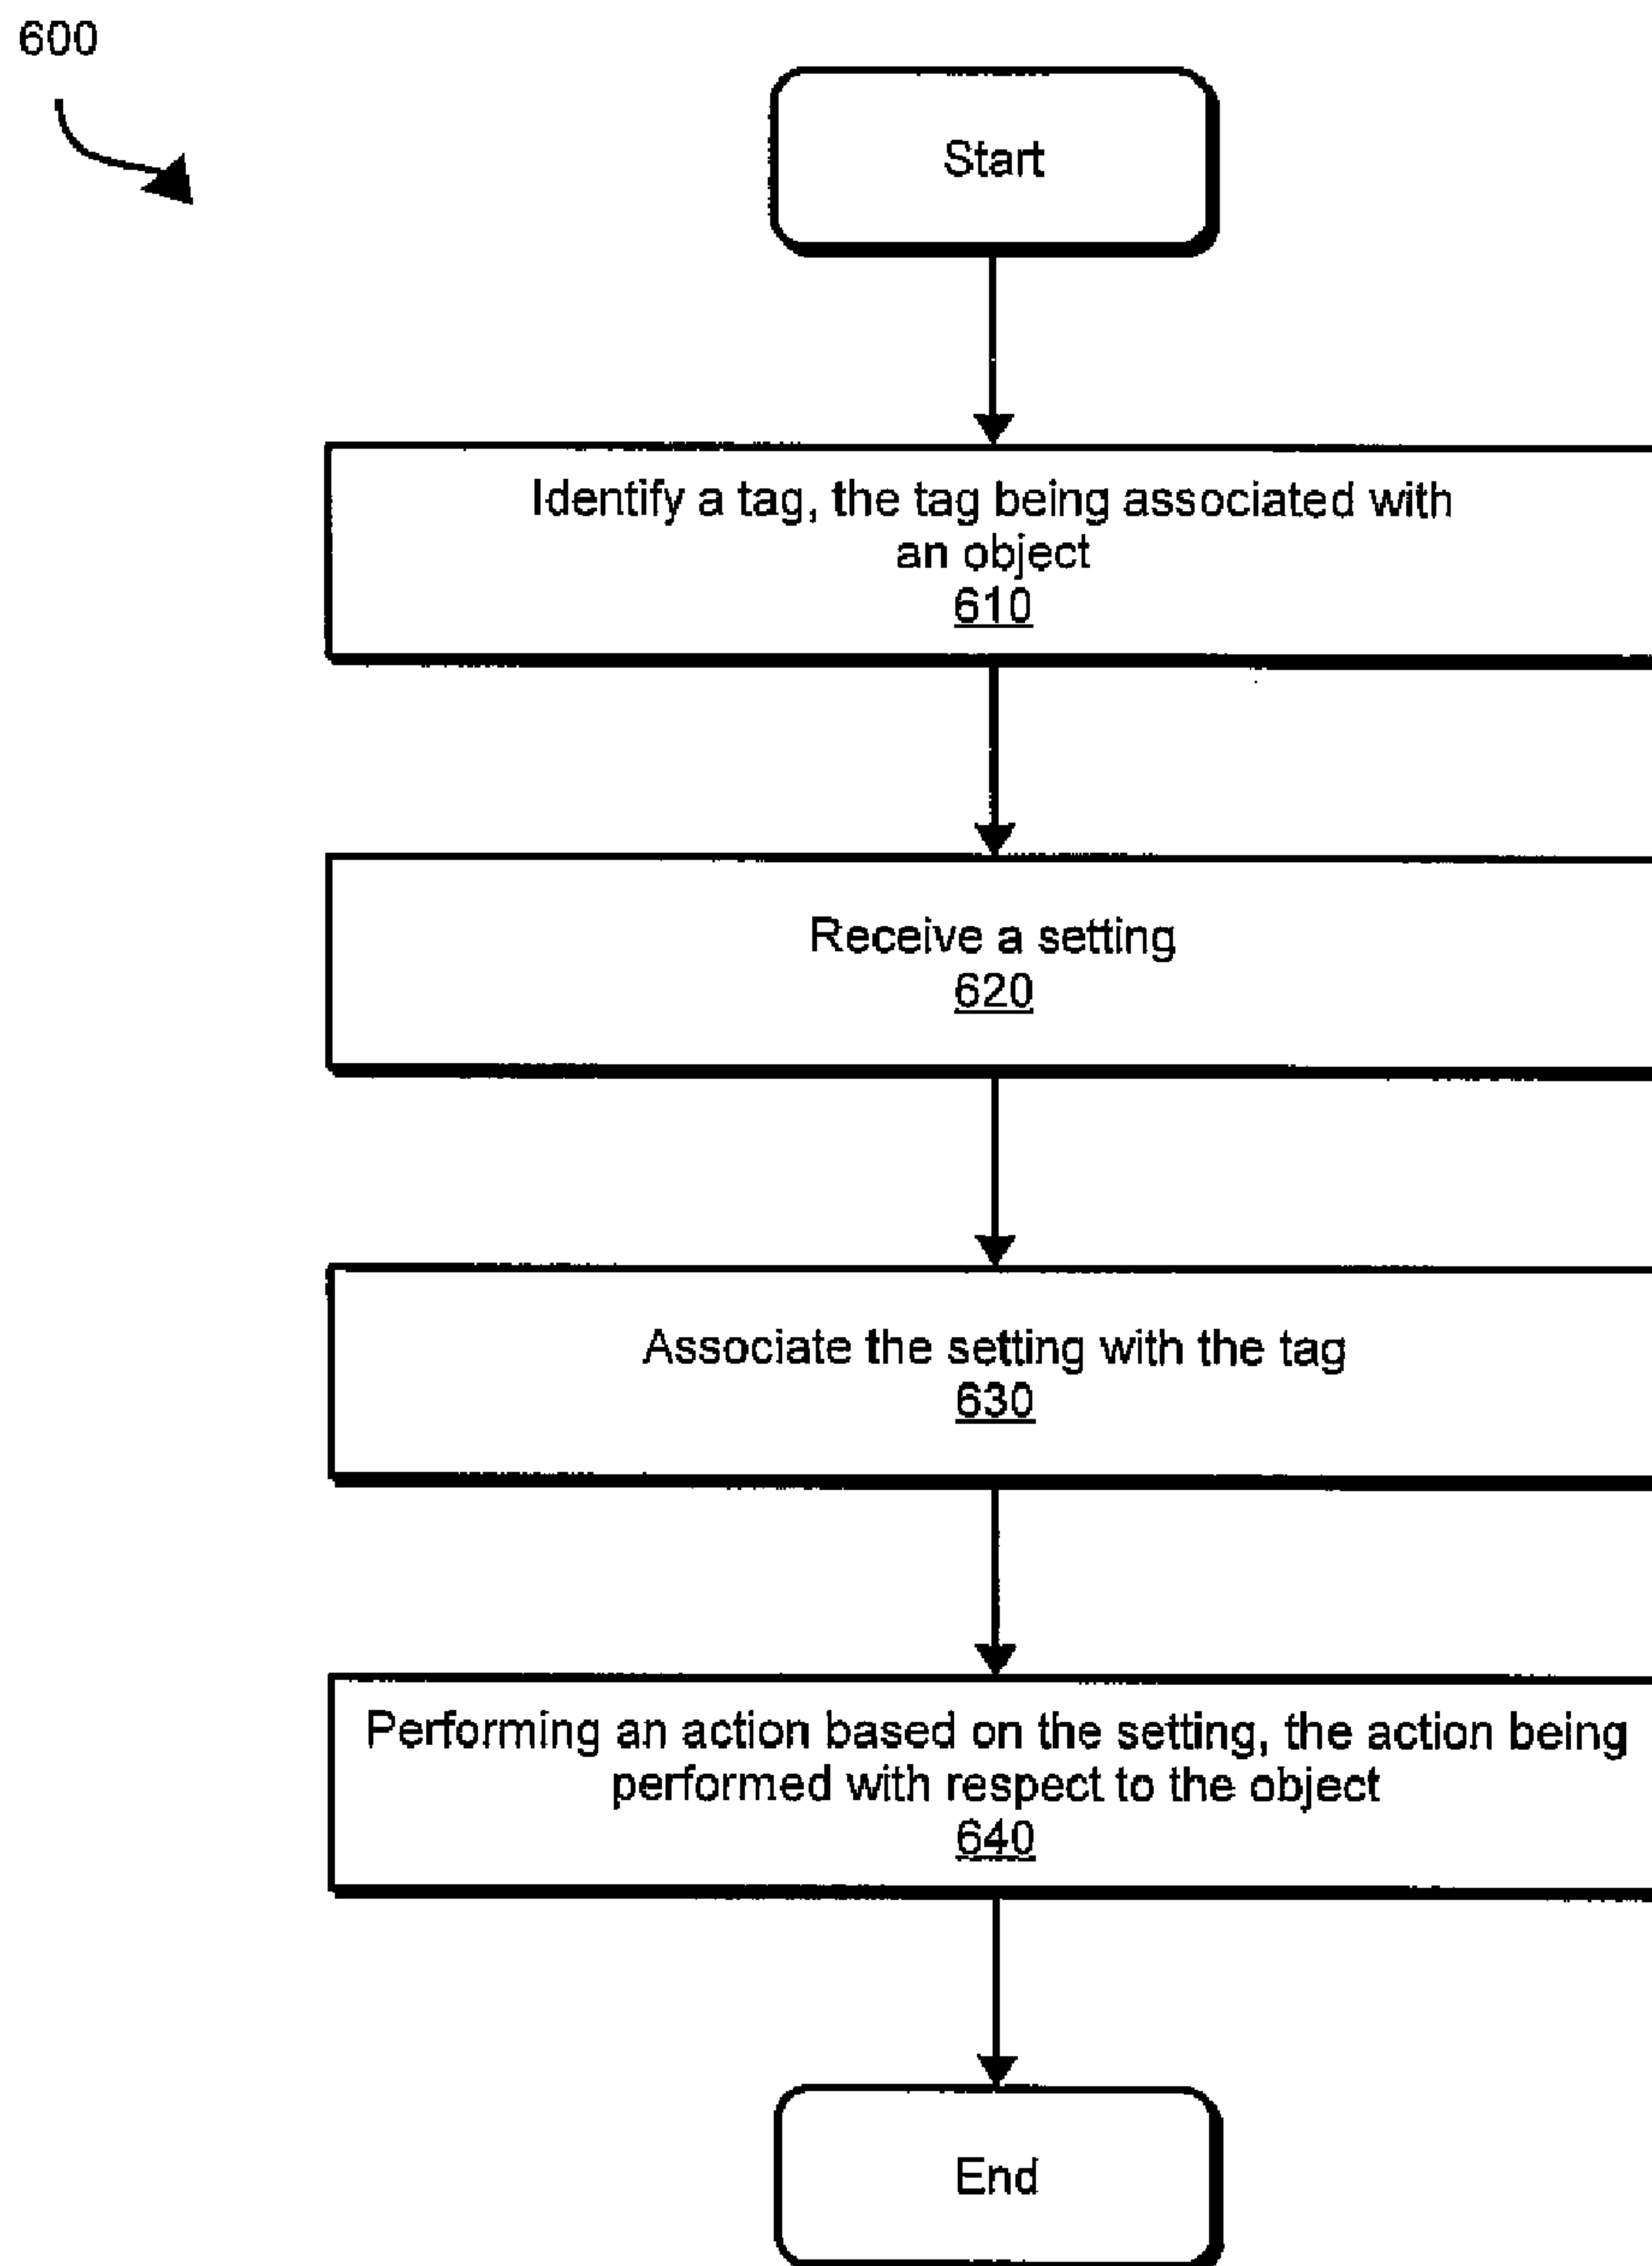 600
Start
Identify a tag, the tag being associated with
an object
610
Receive a setting
620
Associate the setting with the tag
630
Performing an action based on the setting, the action being
performed with respect to the object
640
End